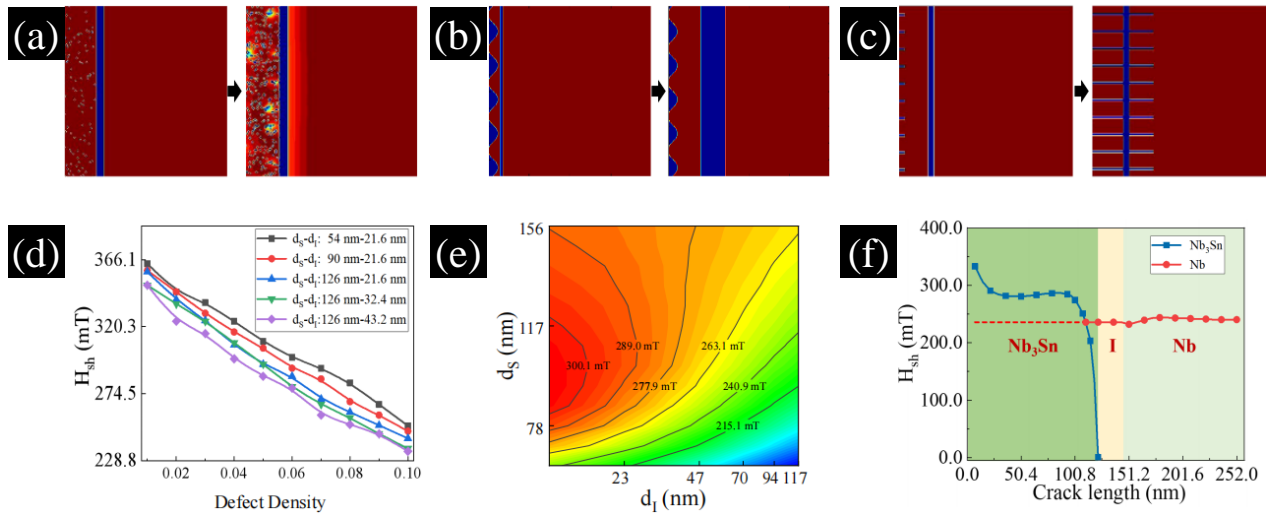 (a)
(b)
(c)
(d)
H_sh (mT)
366.1
320.3
274.5
228.8
0.02
0.04
0.06
0.08
0.10
Defect Density
d_S-d_I: 54 nm-21.6 nm
d_S-d_I: 90 nm-21.6 nm
d_S-d_I:126 nm-21.6 nm
d_S-d_I:126 nm-32.4 nm
d_S-d_I:126 nm-43.2 nm
(e)
d_S (nm)
156
117
78
23
47
70
94
117
d_I (nm)
300.1 mT
289.0 mT
277.9 mT
263.1 mT
240.9 mT
215.1 mT
(f)
H_sh (mT)
400.0
300.0
200.0
100.0
0.0
0.0
50.4
100.8
151.2
201.6
252.0
Crack length (nm)
Nb₃Sn
Nb
Nb₃Sn
I
Nb